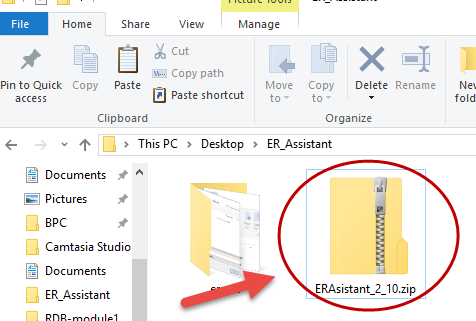 Picture Tools
ER_Assistant
File
Home
Share
View
Manage
Pin to Quick access
Copy
Paste
Cut
Copy path
Paste shortcut
Move to
Copy to
Delete
Rename
New
Clipboard
Organize
This PC
Desktop
ER_Assistant
Documents
Pictures
BPC
Camtasia Studio
Documents
ER_Assistant
RDB-module1
ERAsistant_2_10.zip